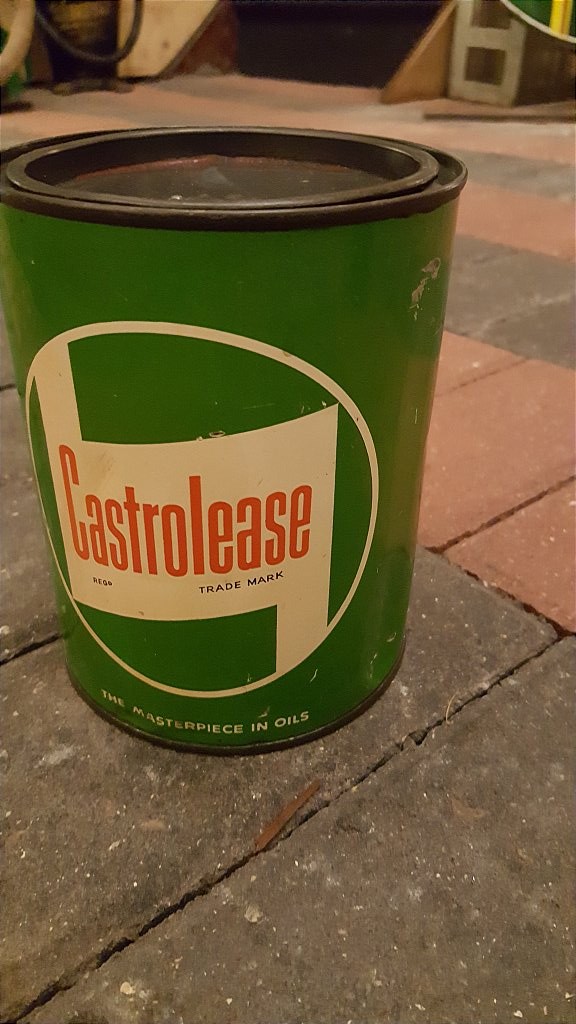 Castrolease
REGD TRADE MARK
THE MASTERPIECE IN OILS